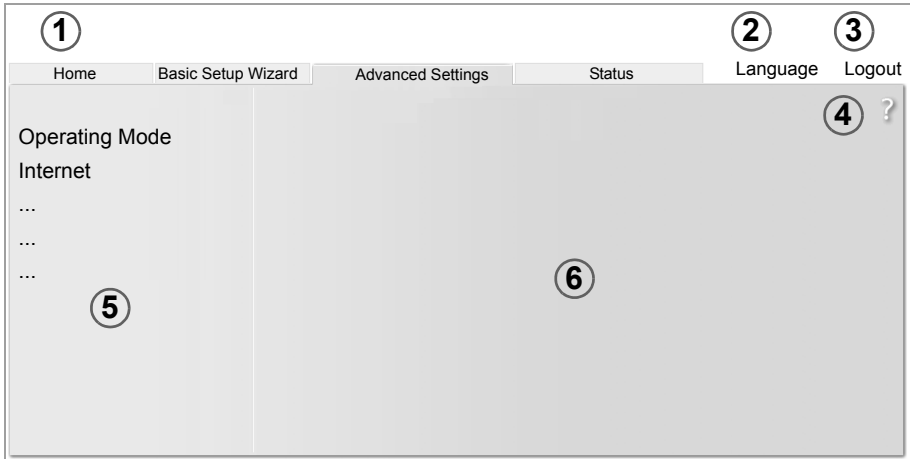 1 2 3
Home Basic Setup Wizard Advanced Settings Status Language Logout
4 ?
Operating Mode
Internet
...
...
...
6
5